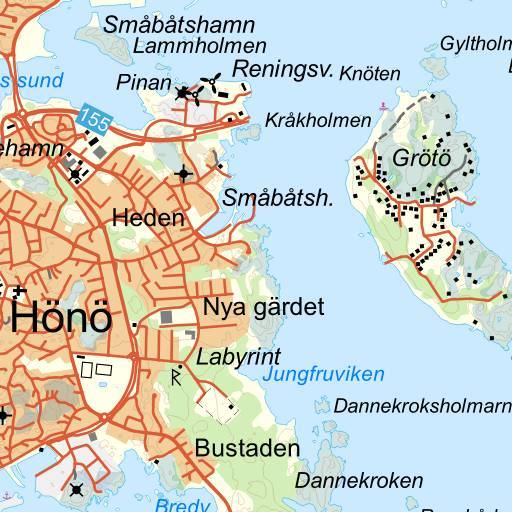 Småbåtshamn
Lammholmen
Gyltholm
Reningsv.
Knöten
sund
Pinan
155
Kråkholmen
ehamn
Grötö
Småbåtsh.
Heden
Nya gärdet
Hönö
Labyrint
Jungfruviken
Dannekroksholmarn
Bustaden
Dannekroken
Bredv